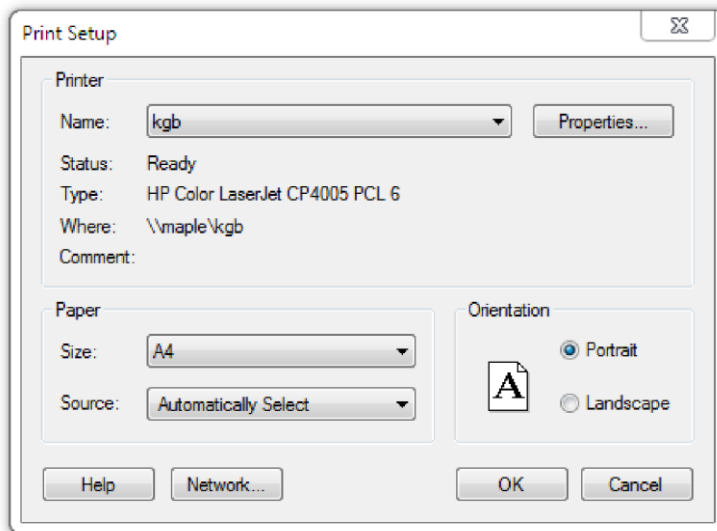 Print Setup
Printer
Name: kgb Properties...
Status: Ready
Type: HP Color LaserJet CP4005 PCL 6
Where: \\maple\kgb
Comment:
Paper
Size: A4
Source: Automatically Select
Orientation
A
Portrait
Landscape
Help Network... OK Cancel